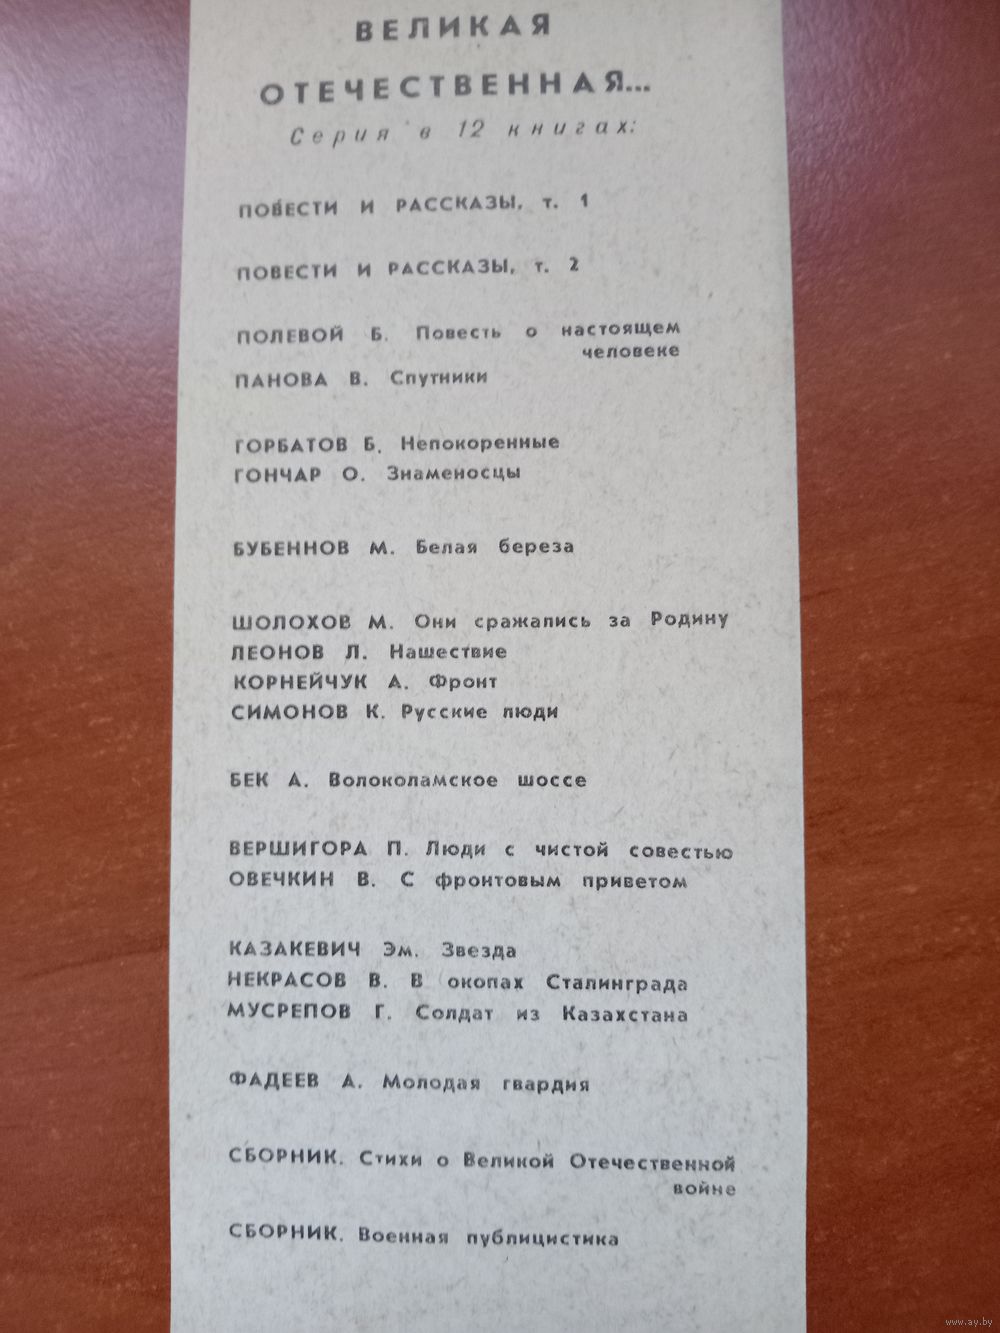 ВЕЛИКАЯ
ОТЕЧЕСТВЕННАЯ...
Серия в 12 книгах:
ПОВЕСТИ И РАССКАЗЫ, т. 1
ПОВЕСТИ И РАССКАЗЫ, т. 2
ПОЛЕВОЙ Б. Повесть о настоящем
человеке
ПАНОВА В. Спутники
ГОРБАТОВ Б. Непокоренные
ГОНЧАР О. Знаменосцы
БУБЕННОВ М. Белая береза
ШОЛОХОВ М. Они сражались за Родину
ЛЕОНОВ Л. Нашествие
КОРНЕЙЧУК А. Фронт
СИМОНОВ К. Русские люди
БЕК А. Волоколамское шоссе
ВЕРШИГОРА П. Люди с чистой совестью
ОВЕЧКИН В. С фронтовым приветом
КАЗАКЕВИЧ Эм. Звезда
НЕКРАСОВ В. В окопах Сталинграда
МУСРЕПОВ Г. Солдат из Казахстана
ФАДЕЕВ А. Молодая гвардия
СБОРНИК. Стихи о Великой Отечественной
войне
СБОРНИК. Военная публицистика
www.ay.by